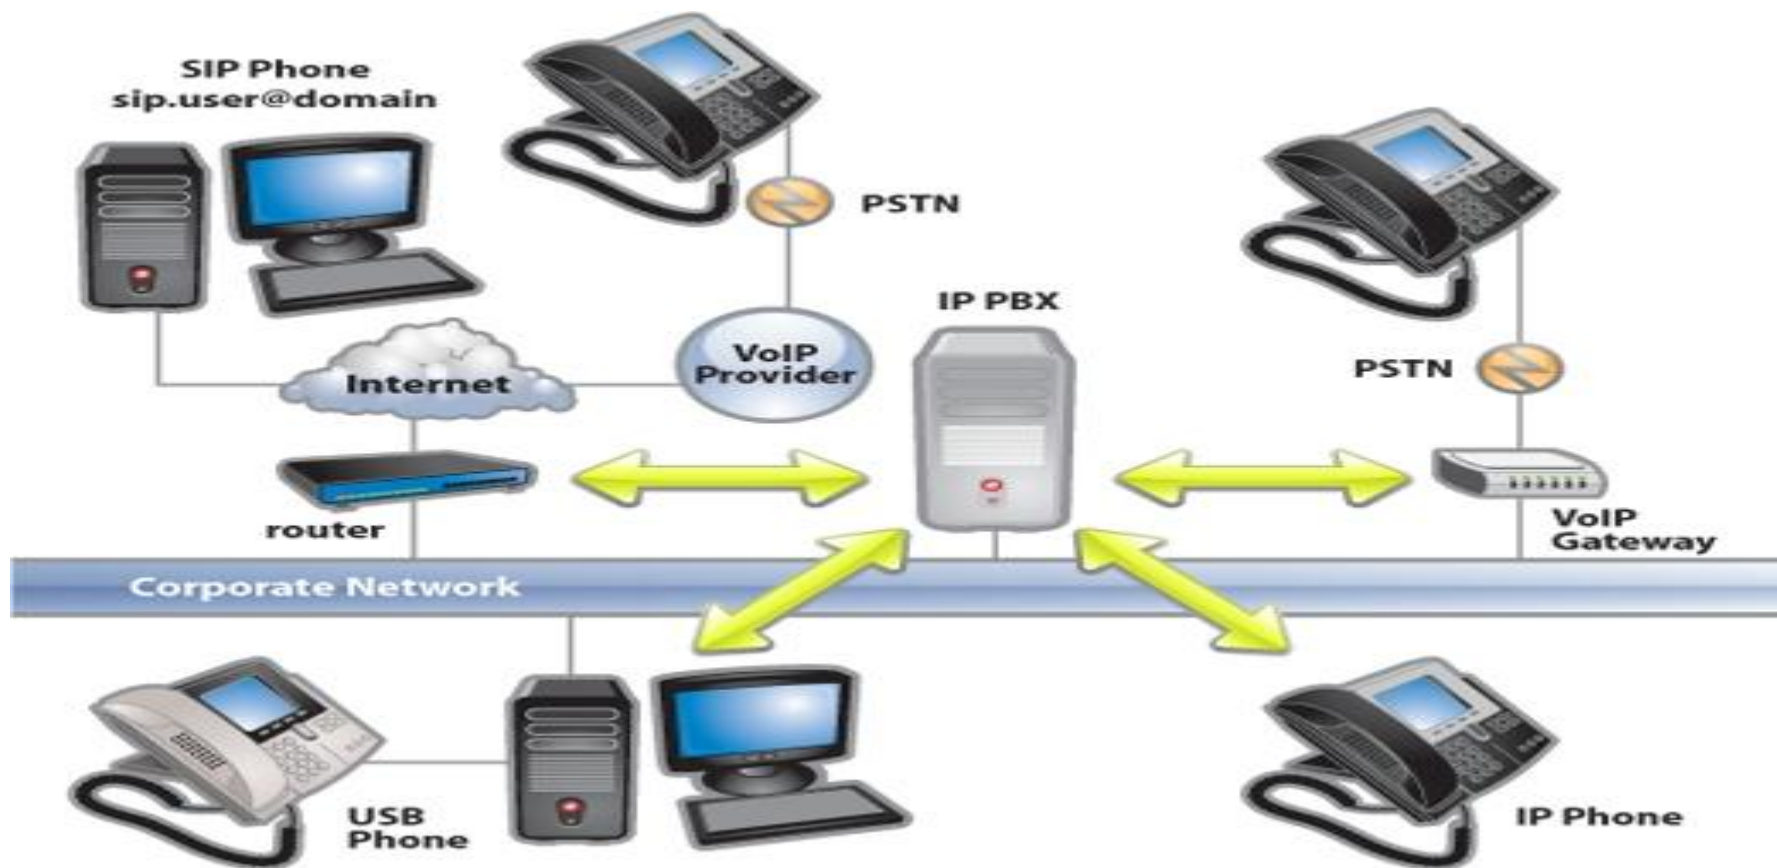 SIP Phone
sip.user@domain
PSTN
IP PBX
VoIP
Provider
Internet
PSTN
router
VoIP
Gateway
Corporate Network
USB
Phone
IP Phone